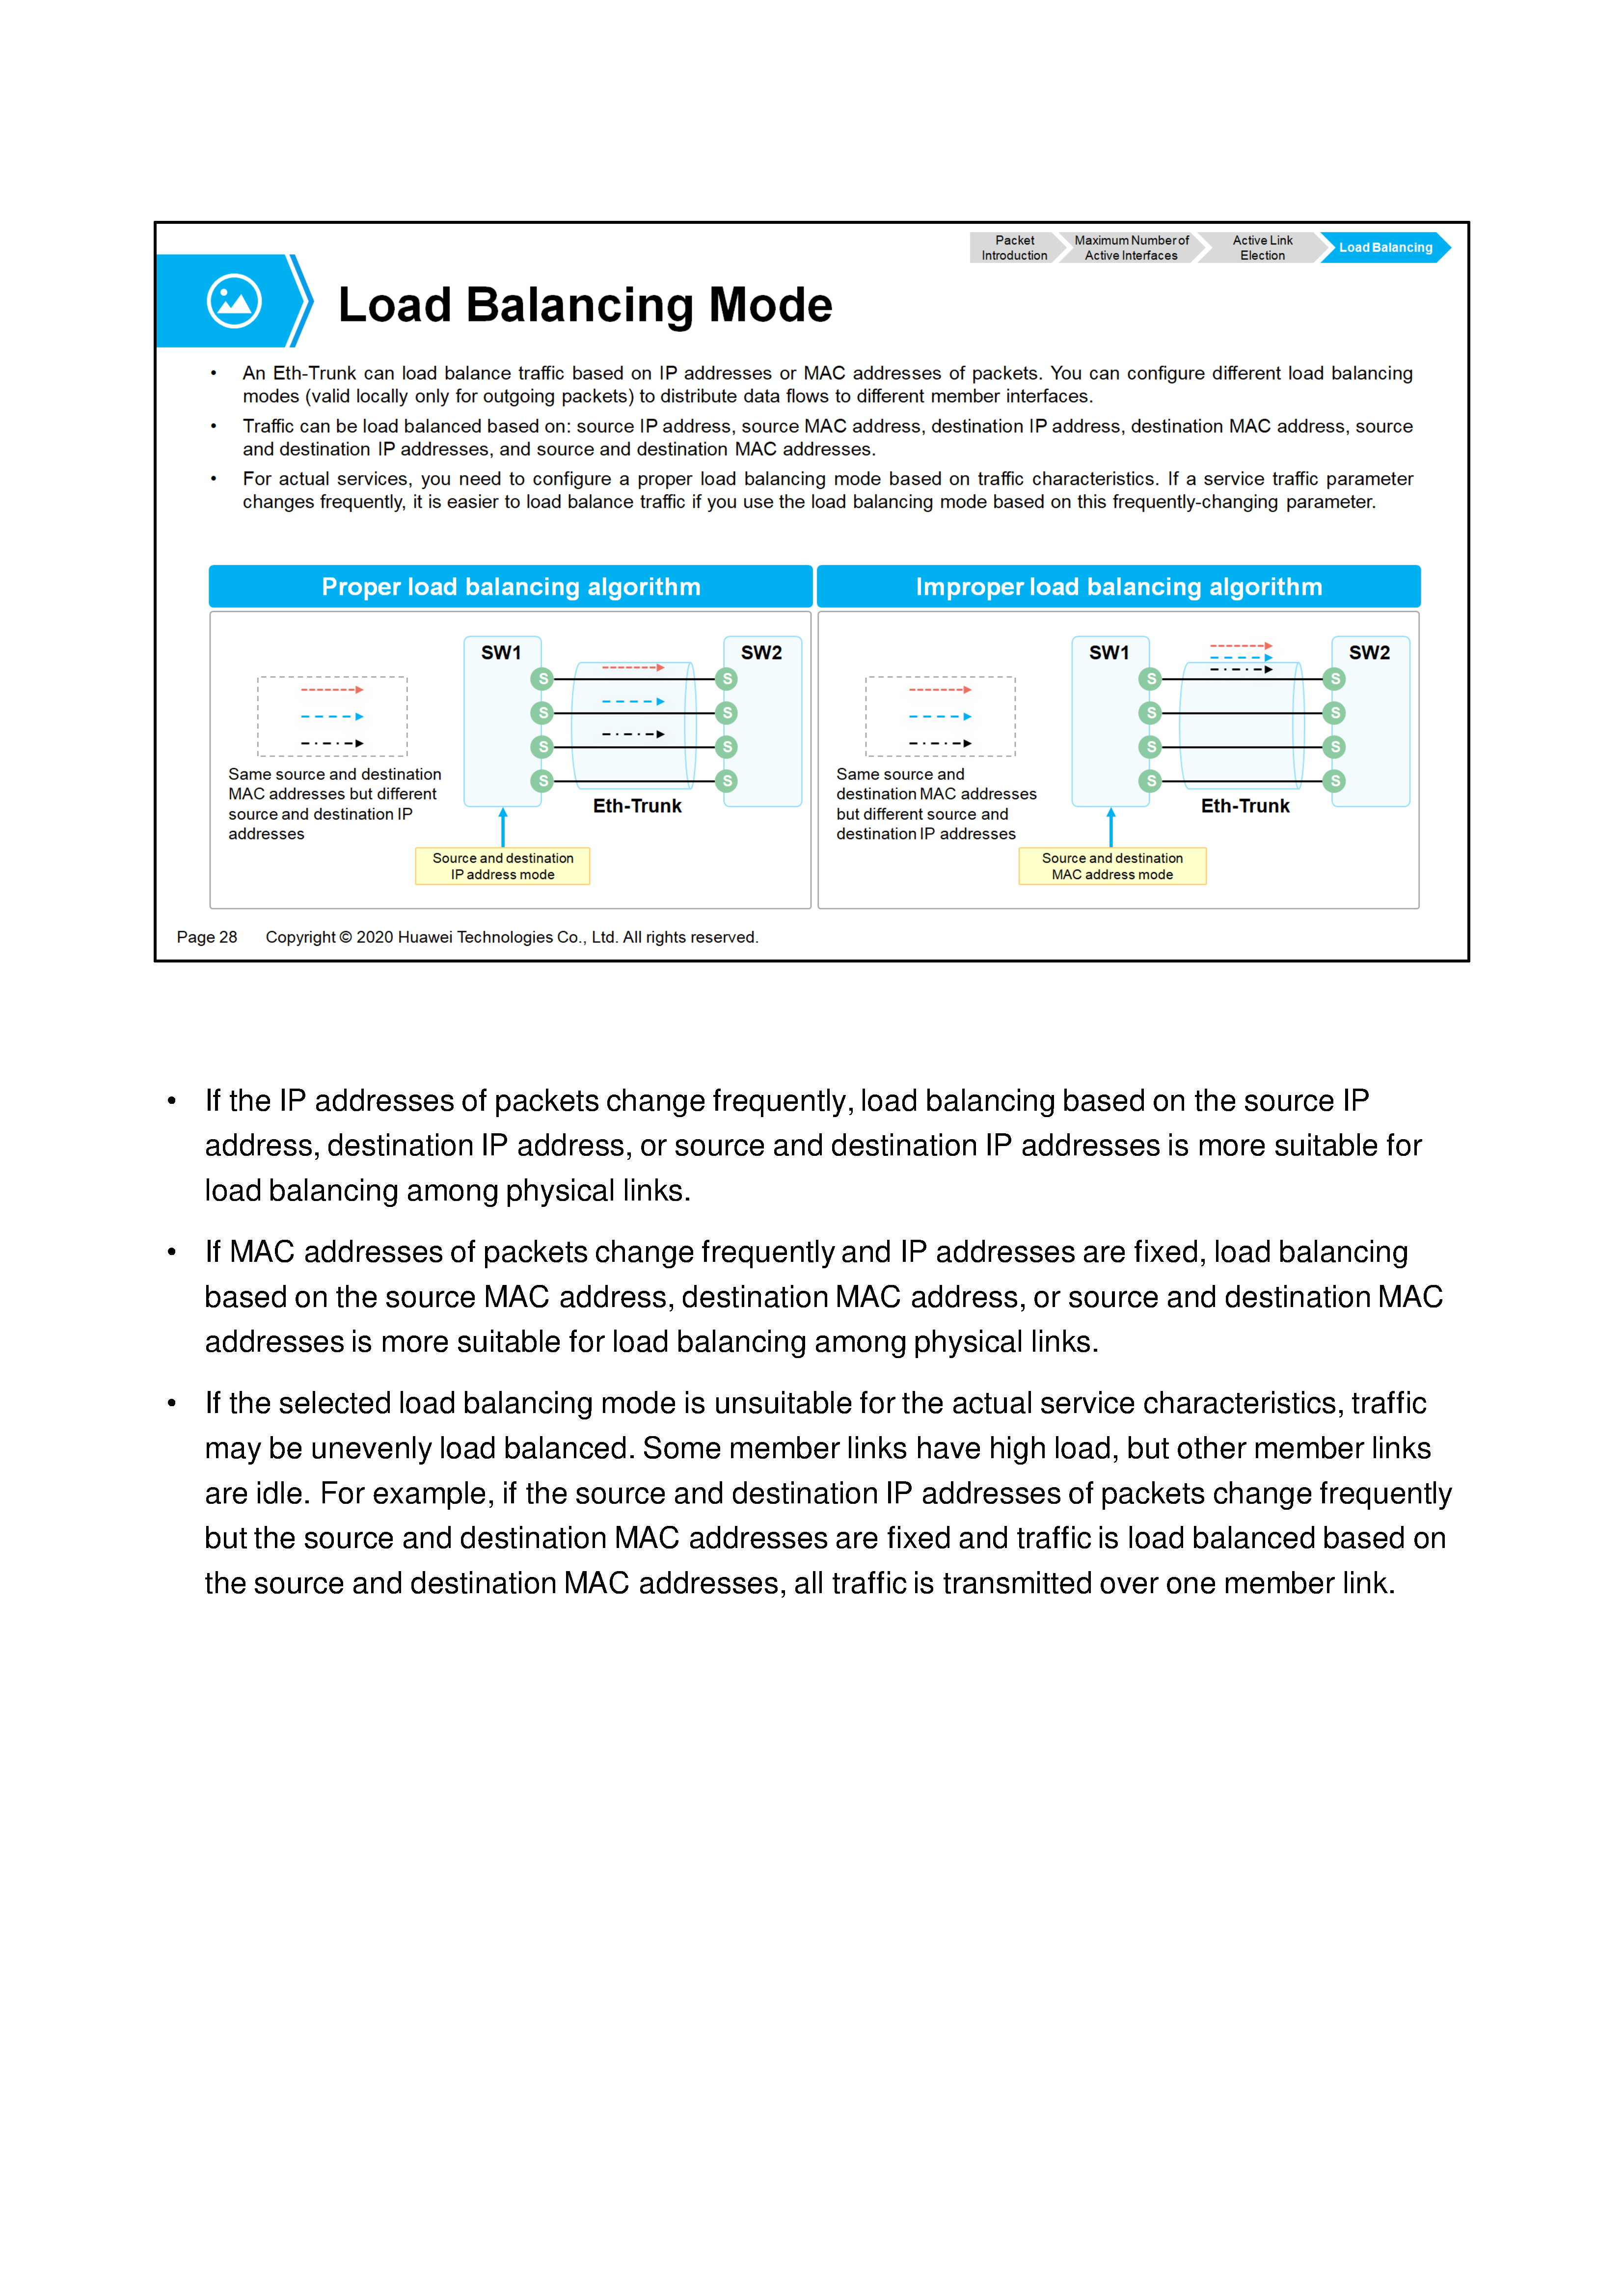 Packet
Introduction
Maximum Number of
Active Interfaces
Active Link
Election
Load Balancing
Load Balancing Mode
• An Eth-Trunk can load balance traffic based on IP addresses or MAC addresses of packets. You can configure different load balancing
modes (valid locally only for outgoing packets) to distribute data flows to different member interfaces.
• Traffic can be load balanced based on: source IP address, source MAC address, destination IP address, destination MAC address, source
and destination IP addresses, and source and destination MAC addresses.
• For actual services, you need to configure a proper load balancing mode based on traffic characteristics. If a service traffic parameter
changes frequently, it is easier to load balance traffic if you use the load balancing mode based on this frequently-changing parameter.
Proper load balancing algorithm
SW1
SW2
S
S
S
S
S
S
S
S
Same source and destination
MAC addresses but different
source and destination IP
addresses
Eth-Trunk
Source and destination
IP address mode
Improper load balancing algorithm
SW1
SW2
S
S
S
S
S
S
S
S
Same source and
destination MAC addresses
but different source and
destination IP addresses
Eth-Trunk
Source and destination
MAC address mode
Page 28 Copyright © 2020 Huawei Technologies Co., Ltd. All rights reserved.
• If the IP addresses of packets change frequently, load balancing based on the source IP
address, destination IP address, or source and destination IP addresses is more suitable for
load balancing among physical links.
• If MAC addresses of packets change frequently and IP addresses are fixed, load balancing
based on the source MAC address, destination MAC address, or source and destination MAC
addresses is more suitable for load balancing among physical links.
• If the selected load balancing mode is unsuitable for the actual service characteristics, traffic
may be unevenly load balanced. Some member links have high load, but other member links
are idle. For example, if the source and destination IP addresses of packets change frequently
but the source and destination MAC addresses are fixed and traffic is load balanced based on
the source and destination MAC addresses, all traffic is transmitted over one member link.